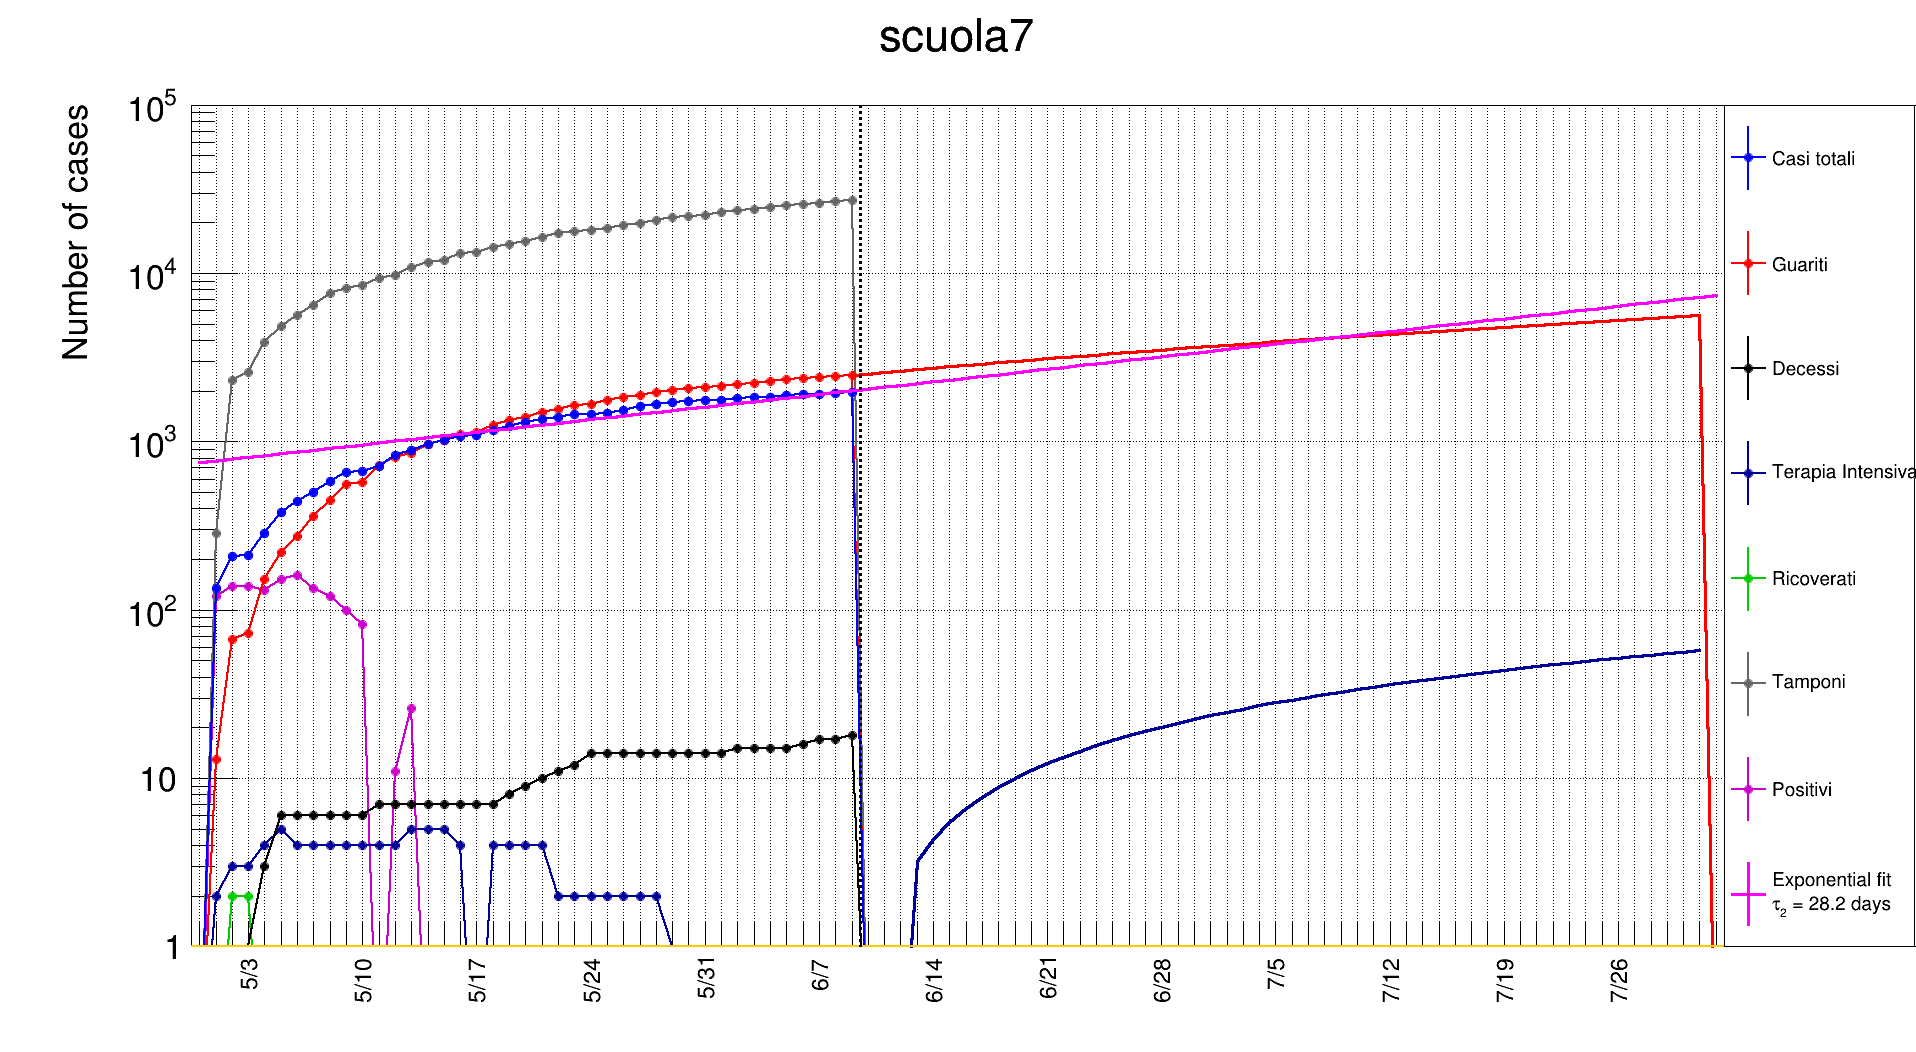 scuola7
Number of cases
10^5
10^4
10^3
10^2
10
1
5/3
5/10
5/17
5/24
5/31
6/7
6/14
6/21
6/28
7/5
7/12
7/19
7/26
Casi totali
Guariti
Decessi
Terapia Intensiva
Ricoverati
Tamponi
Positivi
Exponential fit
τ_2 = 28.2 days